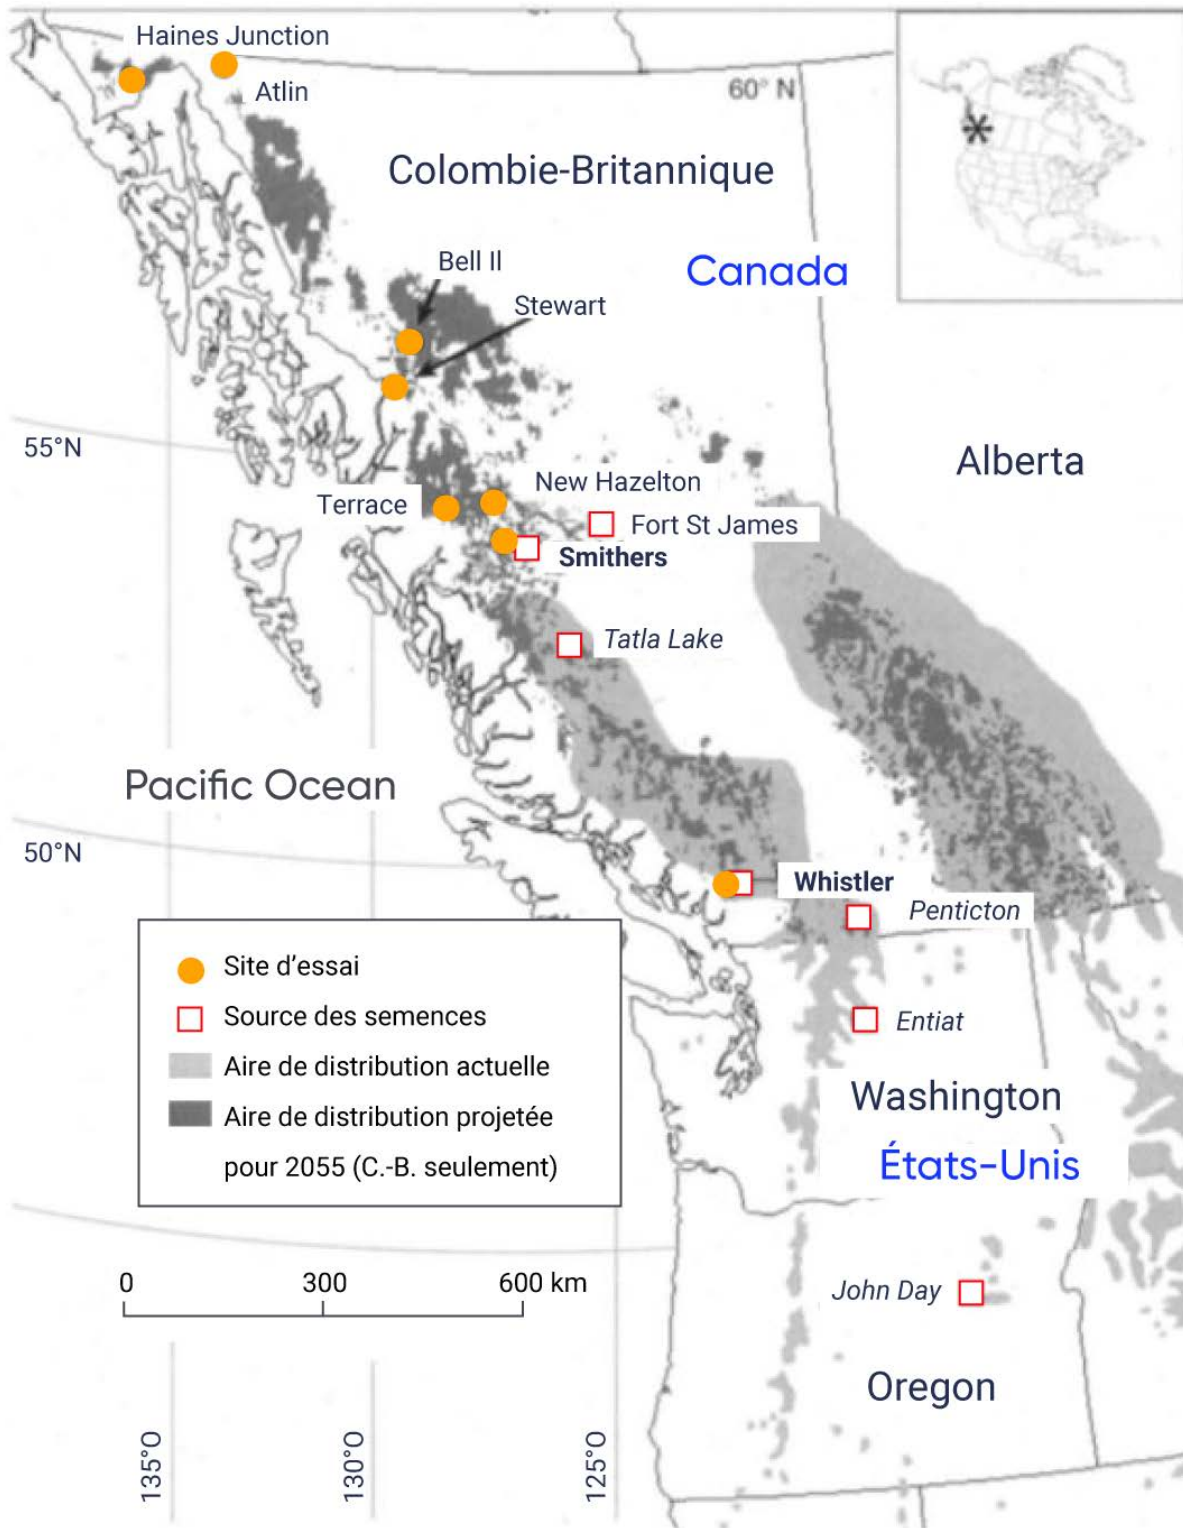 Haines Junction
Atlin
60° N
Colombie-Britannique
Canada
Bell II
Stewart
55°N
Alberta
New Hazelton
Terrace
Fort St James
Smithers
Tatla Lake
Pacific Ocean
50°N
Whistler
Penticton
Entiat
Site d'essai
Source des semences
Aire de distribution actuelle
Aire de distribution projetée
pour 2055 (C.-B. seulement)
Washington
États-Unis
0 300 600 km
John Day
Oregon
135°O
130°O
125°O